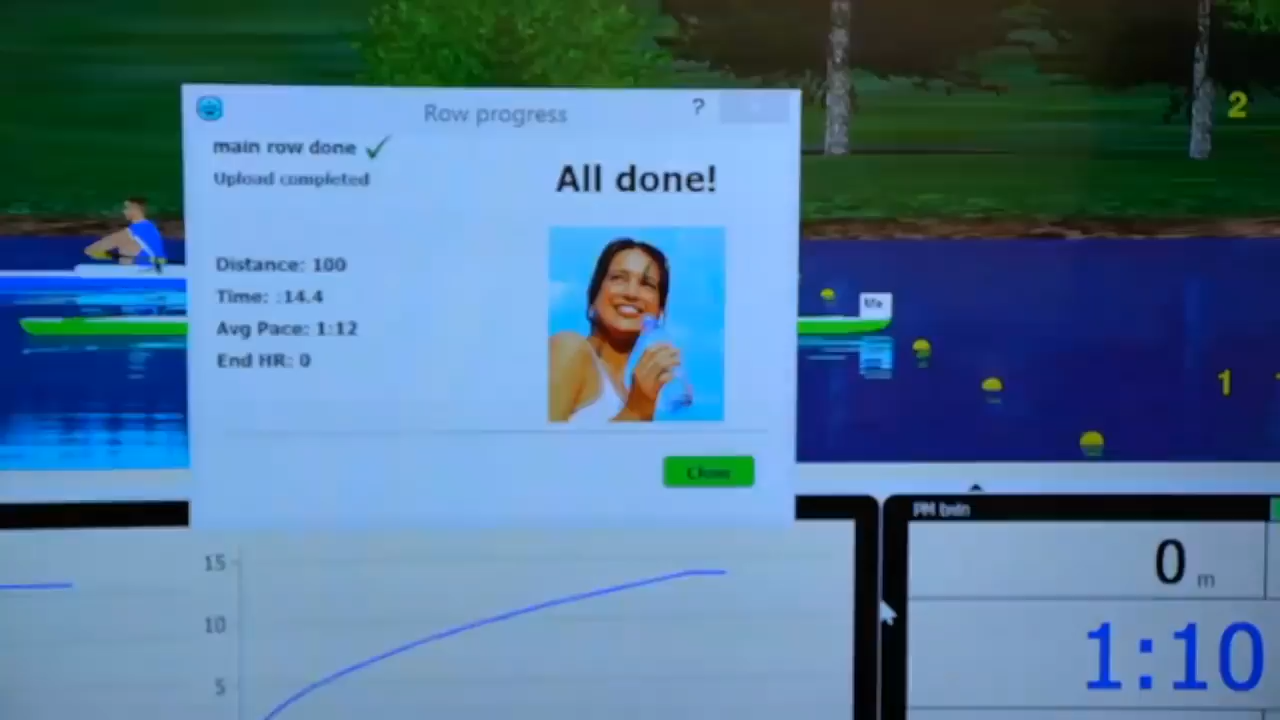 Row progress
?
2
main row done
Upload completed
All done!
Distance: 100
Time: :14.4
Avg Pace: 1:12
End HR: 0
1
Close
15
10
5
0 m
1:10